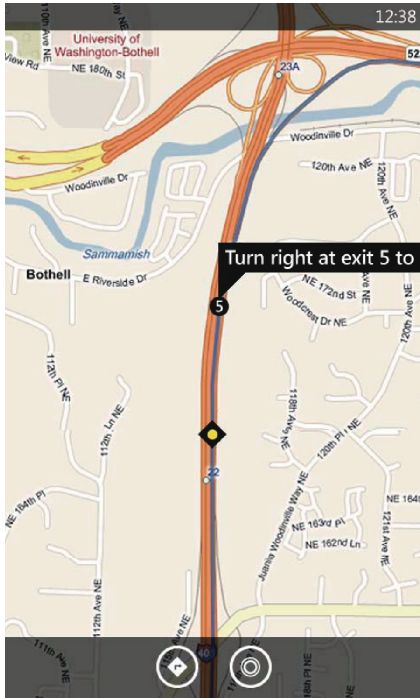 12:38
110th Ave NE
University of
Washington-Bothell
View Rd
NE 180th St
23A
52
Woodinville Dr
120th Ave NE
120th Ave NE
Woodinville Dr
Sammamish
Turn right at exit 5 to
Bothell
E Riverside Dr
NE 172nd St
5
Woodcrest Dr NE
120th Ave NE
112th Pl NE
112th Ln NE
118th Ave NE
120th Pl NE
22
NE 164th Pl
NE 164
Juanita Woodinville Way NE
NE 163rd Pl
NE 162nd Ln
121st Ave NE
112th Ave NE
111th Ave